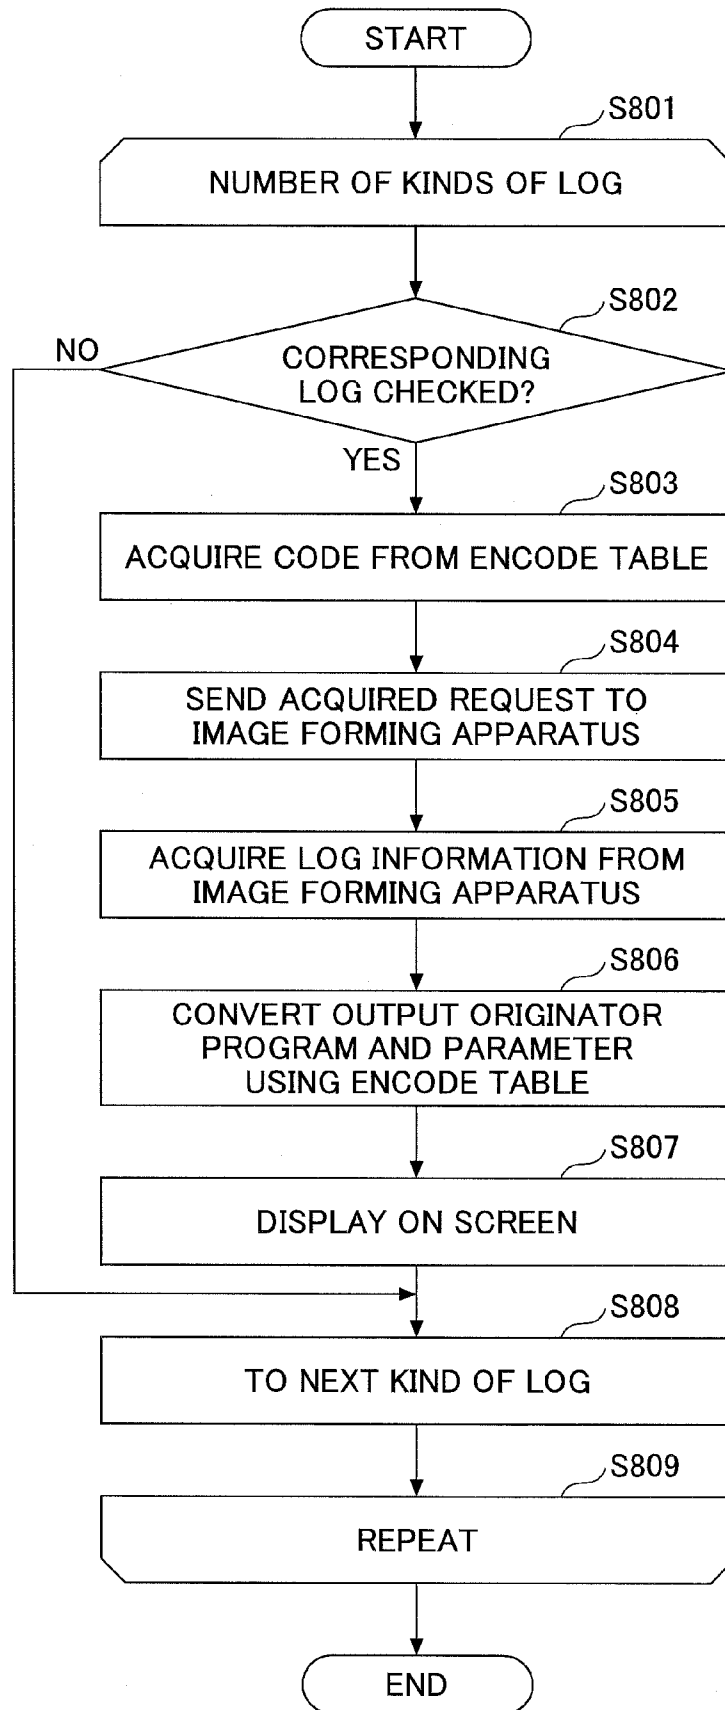 START
S801
NUMBER OF KINDS OF LOG
S802
NO
CORRESPONDING
LOG CHECKED?
YES
S803
ACQUIRE CODE FROM ENCODE TABLE
S804
SEND ACQUIRED REQUEST TO
IMAGE FORMING APPARATUS
S805
ACQUIRE LOG INFORMATION FROM
IMAGE FORMING APPARATUS
S806
CONVERT OUTPUT ORIGINATOR
PROGRAM AND PARAMETER
USING ENCODE TABLE
S807
DISPLAY ON SCREEN
S808
TO NEXT KIND OF LOG
S809
REPEAT
END